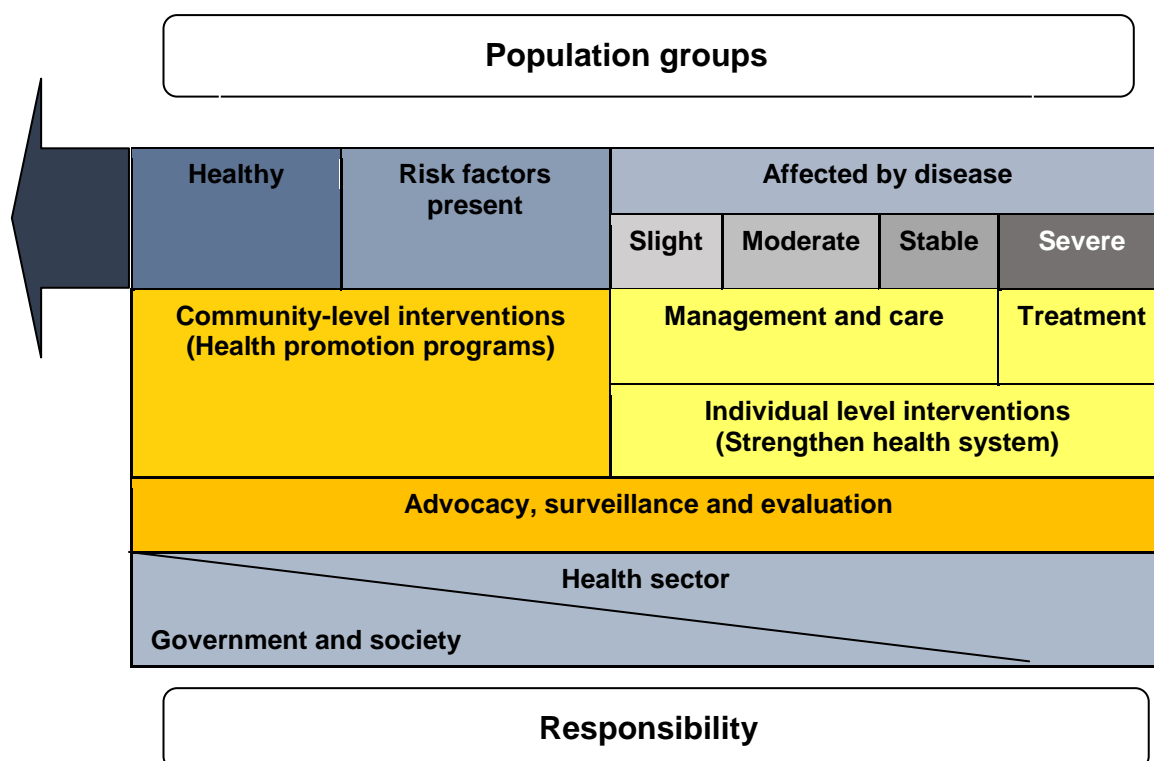 Population groups
Healthy
Risk factors
present
Affected by disease
Slight
Moderate
Stable
Severe
Community-level interventions
(Health promotion programs)
Management and care
Treatment
Individual level interventions
(Strengthen health system)
Advocacy, surveillance and evaluation
Health sector
Government and society
Responsibility